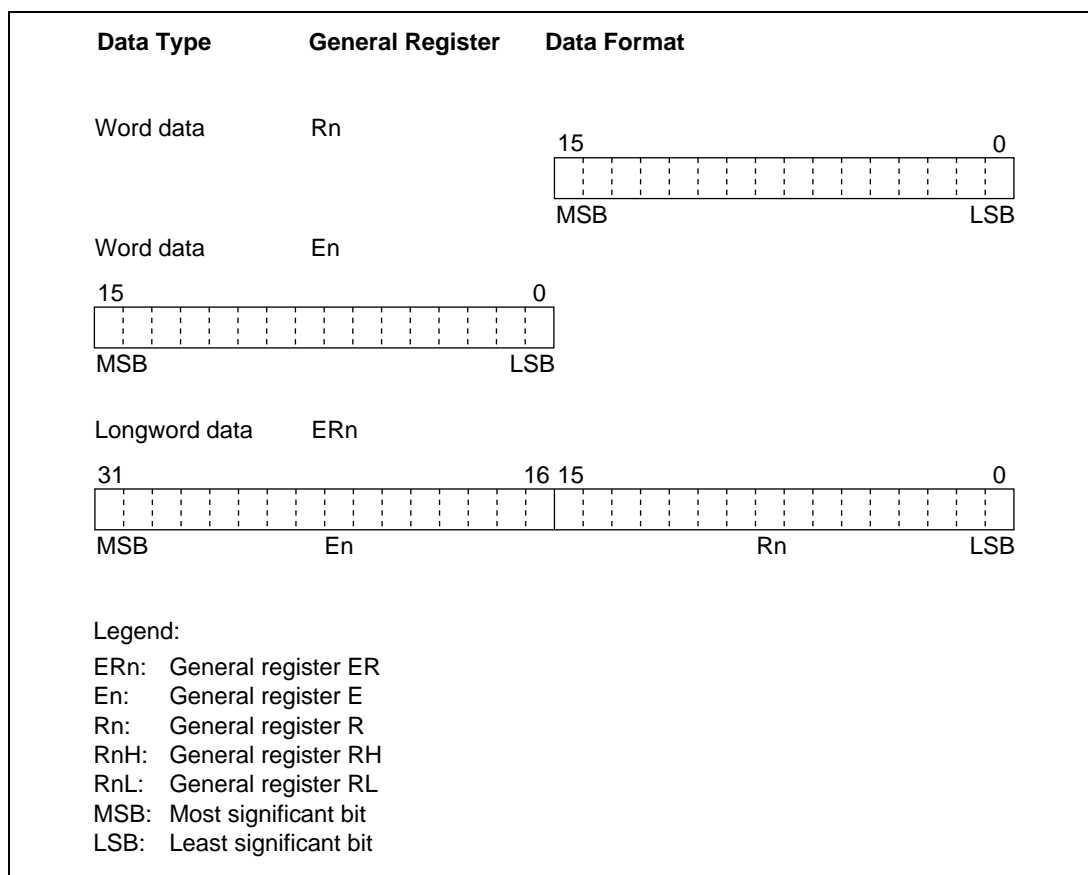 Data Type General Register Data Format
Word data Rn
15 0
MSB LSB
Word data En
15 0
MSB LSB
Longword data ERn
31 16 15 0
MSB En Rn LSB
Legend:
ERn: General register ER
En: General register E
Rn: General register R
RnH: General register RH
RnL: General register RL
MSB: Most significant bit
LSB: Least significant bit